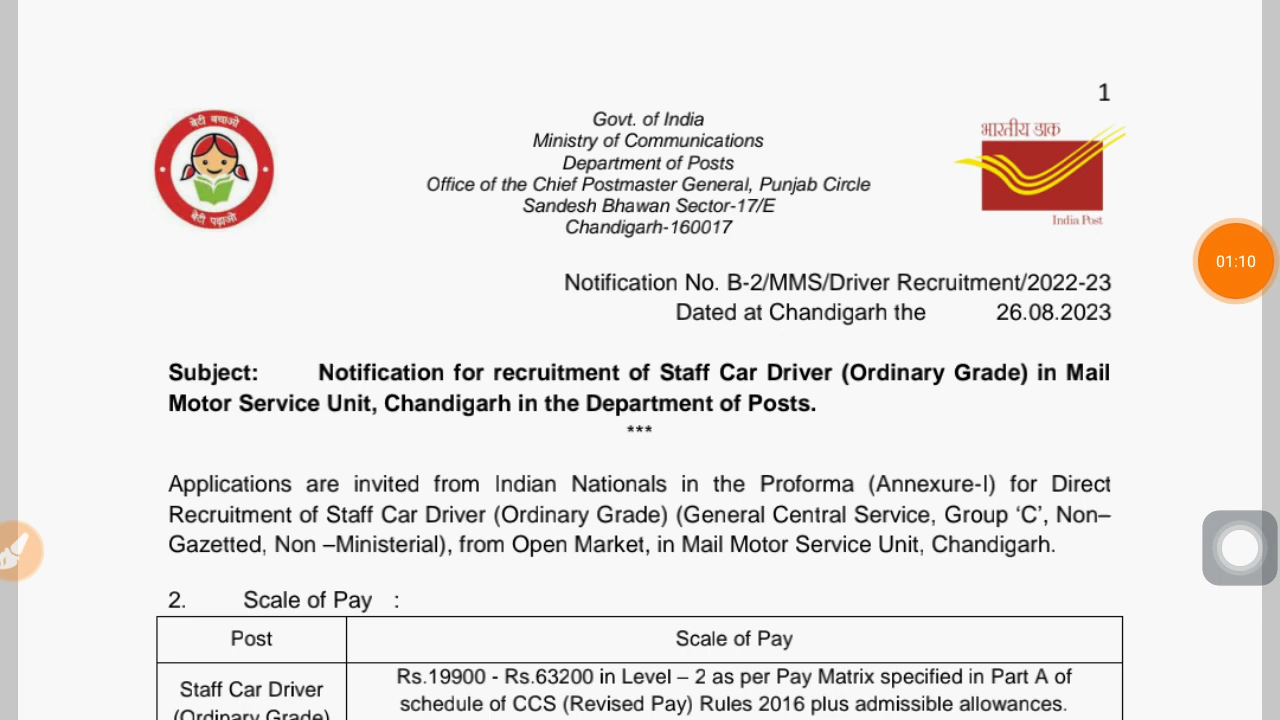 1
बेटी बचाओ
बेटी पढ़ाओ
Govt. of India
Ministry of Communications
Department of Posts
Office of the Chief Postmaster General, Punjab Circle
Sandesh Bhawan Sector-17/E
Chandigarh-160017
भारतीय डाक
India Post
01:10
Notification No. B-2/MMS/Driver Recruitment/2022-23
Dated at Chandigarh the 26.08.2023
Subject: Notification for recruitment of Staff Car Driver (Ordinary Grade) in Mail
Motor Service Unit, Chandigarh in the Department of Posts.
***
Applications are invited from Indian Nationals in the Proforma (Annexure-I) for Direct
Recruitment of Staff Car Driver (Ordinary Grade) (General Central Service, Group ‘C’, Non–
Gazetted, Non –Ministerial), from Open Market, in Mail Motor Service Unit, Chandigarh.
2. Scale of Pay :
Post Scale of Pay
Rs.19900 - Rs.63200 in Level – 2 as per Pay Matrix specified in Part A of
schedule of CCS (Revised Pay) Rules 2016 plus admissible allowances.
Staff Car Driver
(Ordinary Grade)